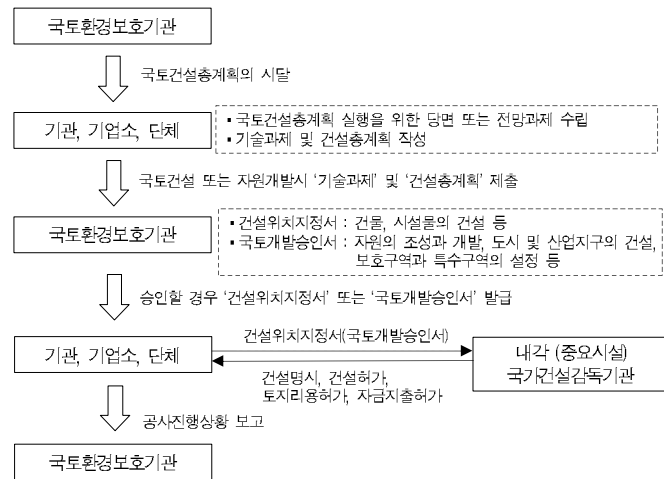 국토환경보호기관
국토건설총계획의 시달
기관, 기업소, 단체
▪ 국토건설총계획 실행을 위한 당면 또는 전망과제 수립
▪ 기술과제 및 건설총계획 작성
국토건설 또는 자원개발시 '기술과제' 및 '건설총계획' 제출
국토환경보호기관
▪ 건설위치지정서 : 건물, 시설물의 건설 등
▪ 국토개발승인서 : 자원의 조성과 개발, 도시 및 산업지구의 건설,
보호구역과 특수구역의 설정 등
승인할 경우 '건설위치지정서' 또는 '국토개발승인서' 발급
기관, 기업소, 단체
건설위치지정서(국토개발승인서)
건설명시, 건설허가,
토지리용허가, 자금지출허가
내각 (중요시설)
국가건설감독기관
공사진행상황 보고
국토환경보호기관